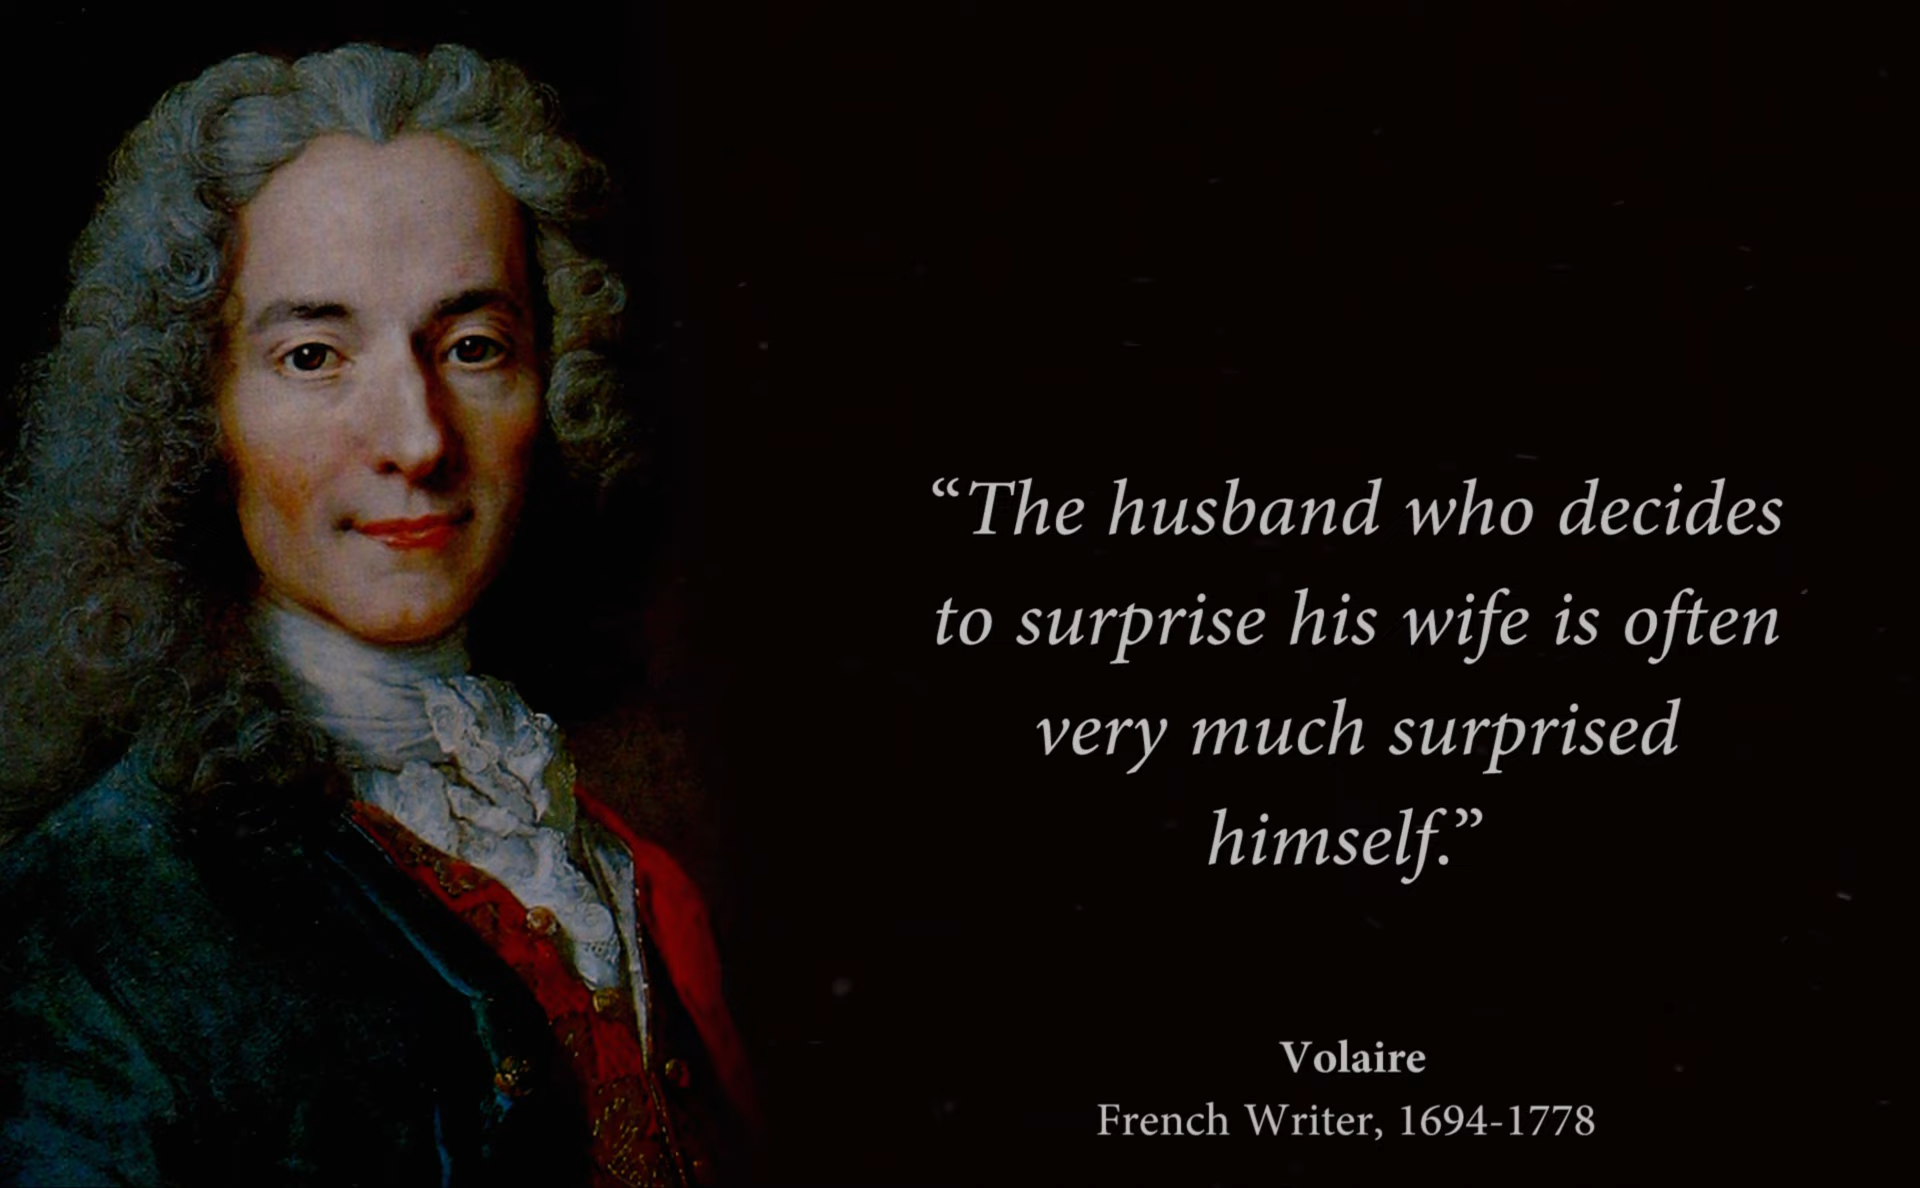 “The husband who decides
to surprise his wife is often
very much surprised
himself.”
Volaire
French Writer, 1694-1778